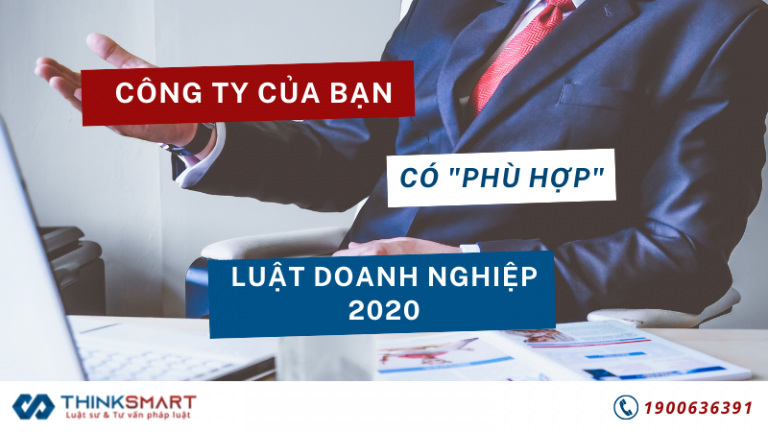 CÔNG TY CỦA BẠN
CÓ "PHÙ HỢP"
LUẬT DOANH NGHIỆP
2020
THINKSMART
Luật sư & Tư vấn pháp luật
1900636391